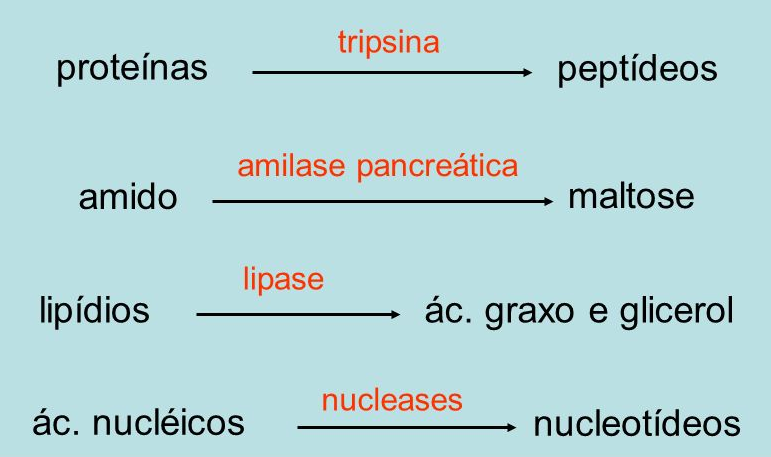 tripsina
proteínas peptídeos
amilase pancreática
amido maltose
lipase
lipídios ác. graxo e glicerol
nucleases
ác. nucléicos nucleotídeos